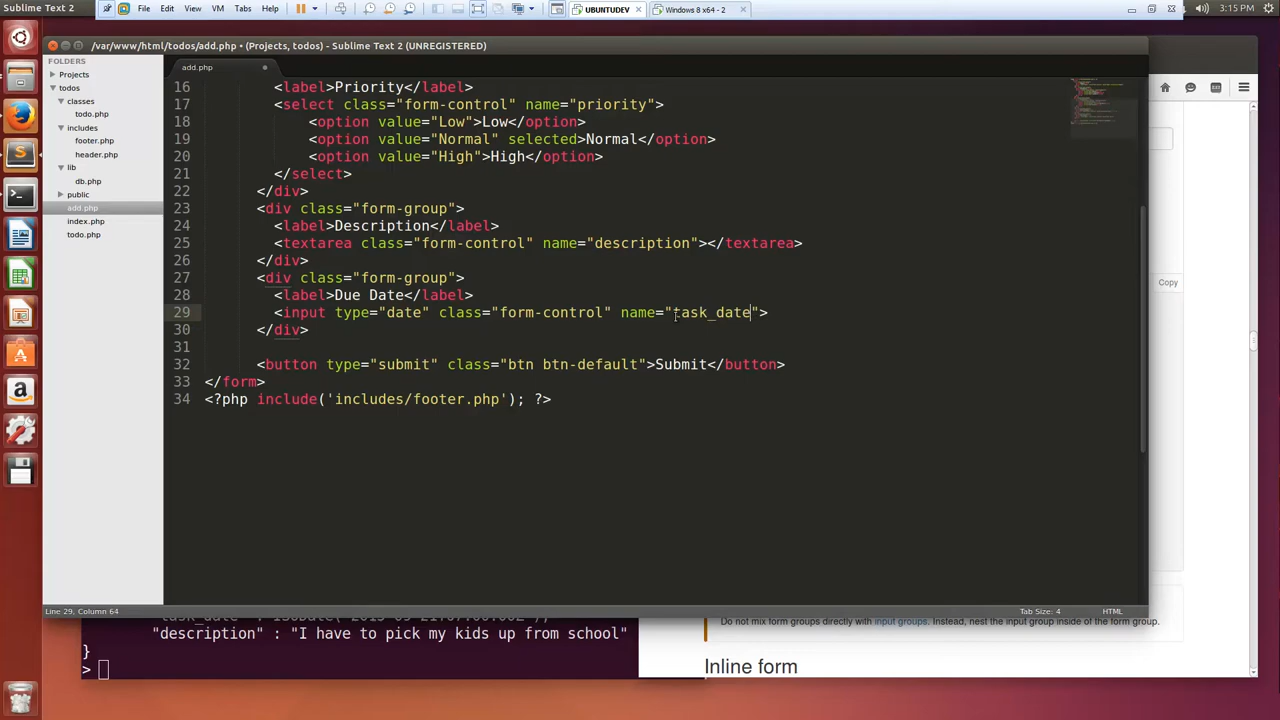 Add.php 2
File
Edit
View
VM
Tabs
Help
UBUNTUDEV
Windows 8 x64 - 2
3:15 PM
/var/www/html/todos/add.php • (Projects, todos) - Sublime Text 2 (UNREGISTERED)
FOLDERS
Projects
todos
classes
todo.php
includes
footer.php
header.php
lib
db.php
public
add.php
index.php
todo.php
add.php
16 <label>Priority</label>
17 <select class="form-control" name="priority">
18 <option value="Low">Low</option>
19 <option value="Normal" selected>Normal</option>
20 <option value="High">High</option>
21 </select>
22 </div>
23 <div class="form-group">
24 <label>Description</label>
25 <textarea class="form-control" name="description"></textarea>
26 </div>
27 <div class="form-group">
28 <label>Due Date</label>
29 <input type="date" class="form-control" name="task_date">
30 </div>
31
32 <button type="submit" class="btn btn-default">Submit</button>
33 </form>
34 <?php include('includes/footer.php'); ?>
Line 29, Column 64
Tab Size: 4
HTML
Copy
"description" : "I have to pick my kids up from school"
}
>
Do not mix form groups directly with input groups. Instead, nest the input group inside of the form group.
Inline form